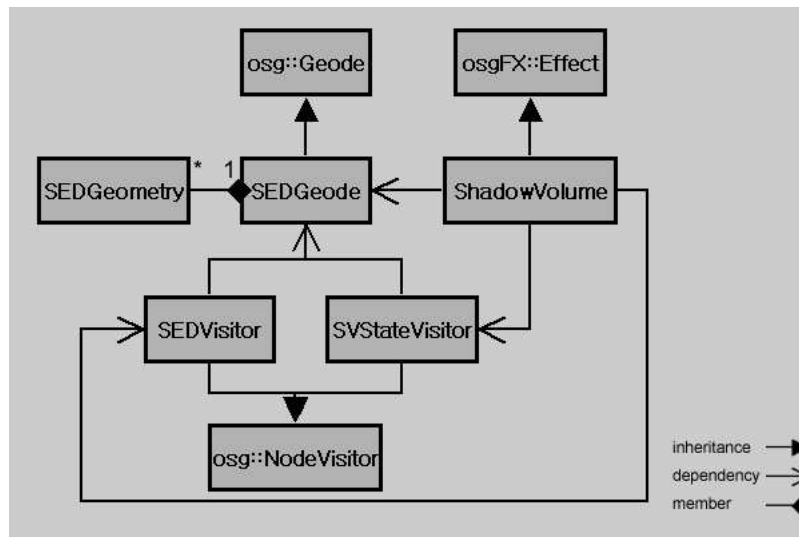 osg::Geode
osgFX::Effect
* 1
SEDGeometry
SEDGeode
ShadowVolume
SEDVisitor
SVStateVisitor
osg::NodeVisitor
inheritance
dependency
member